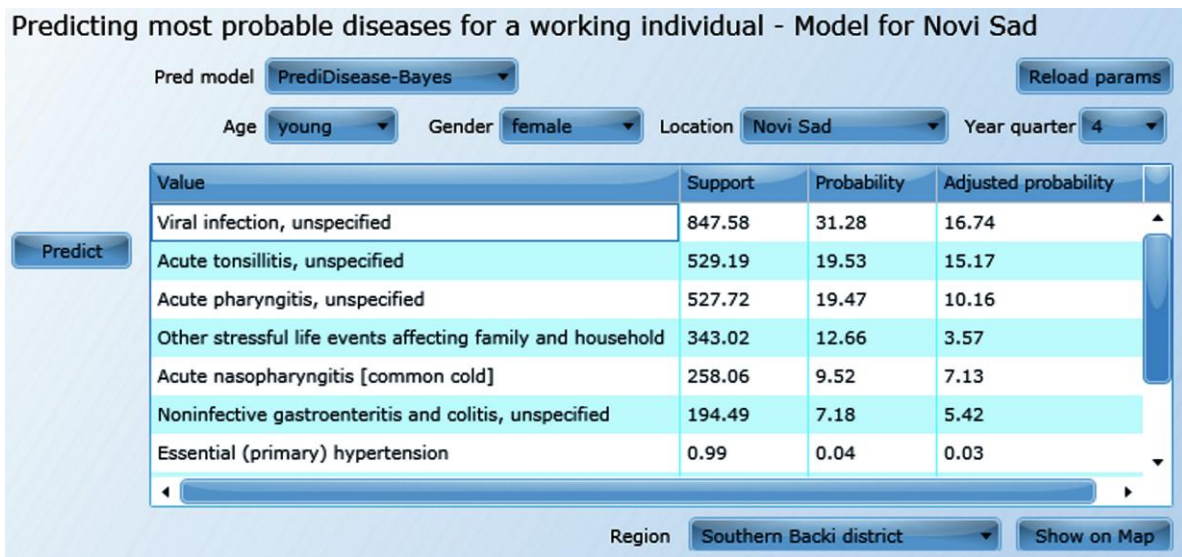 Predicting most probable diseases for a working individual - Model for Novi Sad
Pred model PrediDisease-Bayes Reload params
Age young Gender female Location Novi Sad Year quarter 4
Value Support Probability Adjusted probability
Viral infection, unspecified 847.58 31.28 16.74
Predict
Acute tonsillitis, unspecified 529.19 19.53 15.17
Acute pharyngitis, unspecified 527.72 19.47 10.16
Other stressful life events affecting family and household 343.02 12.66 3.57
Acute nasopharyngitis [common cold] 258.06 9.52 7.13
Noninfective gastroenteritis and colitis, unspecified 194.49 7.18 5.42
Essential (primary) hypertension 0.99 0.04 0.03
Region Southern Backi district Show on Map